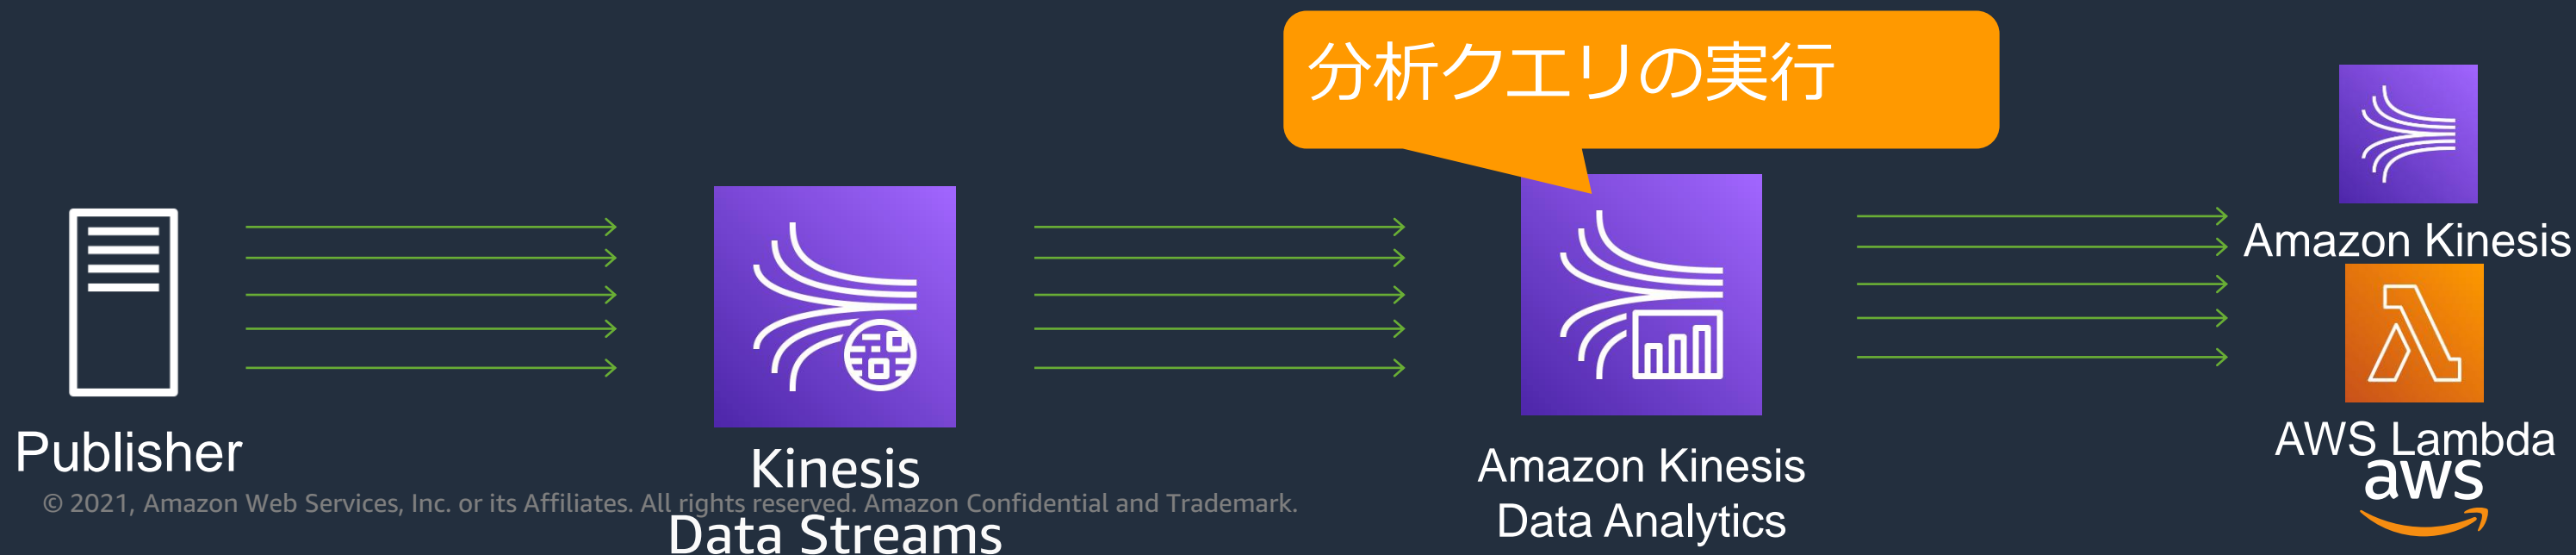 分析クエリの実行
Amazon Kinesis
AWS Lambda
Publisher
Kinesis
Data Streams
Amazon Kinesis
Data Analytics
© 2021, Amazon Web Services, Inc. or its Affiliates. All rights reserved. Amazon Confidential and Trademark.
aws